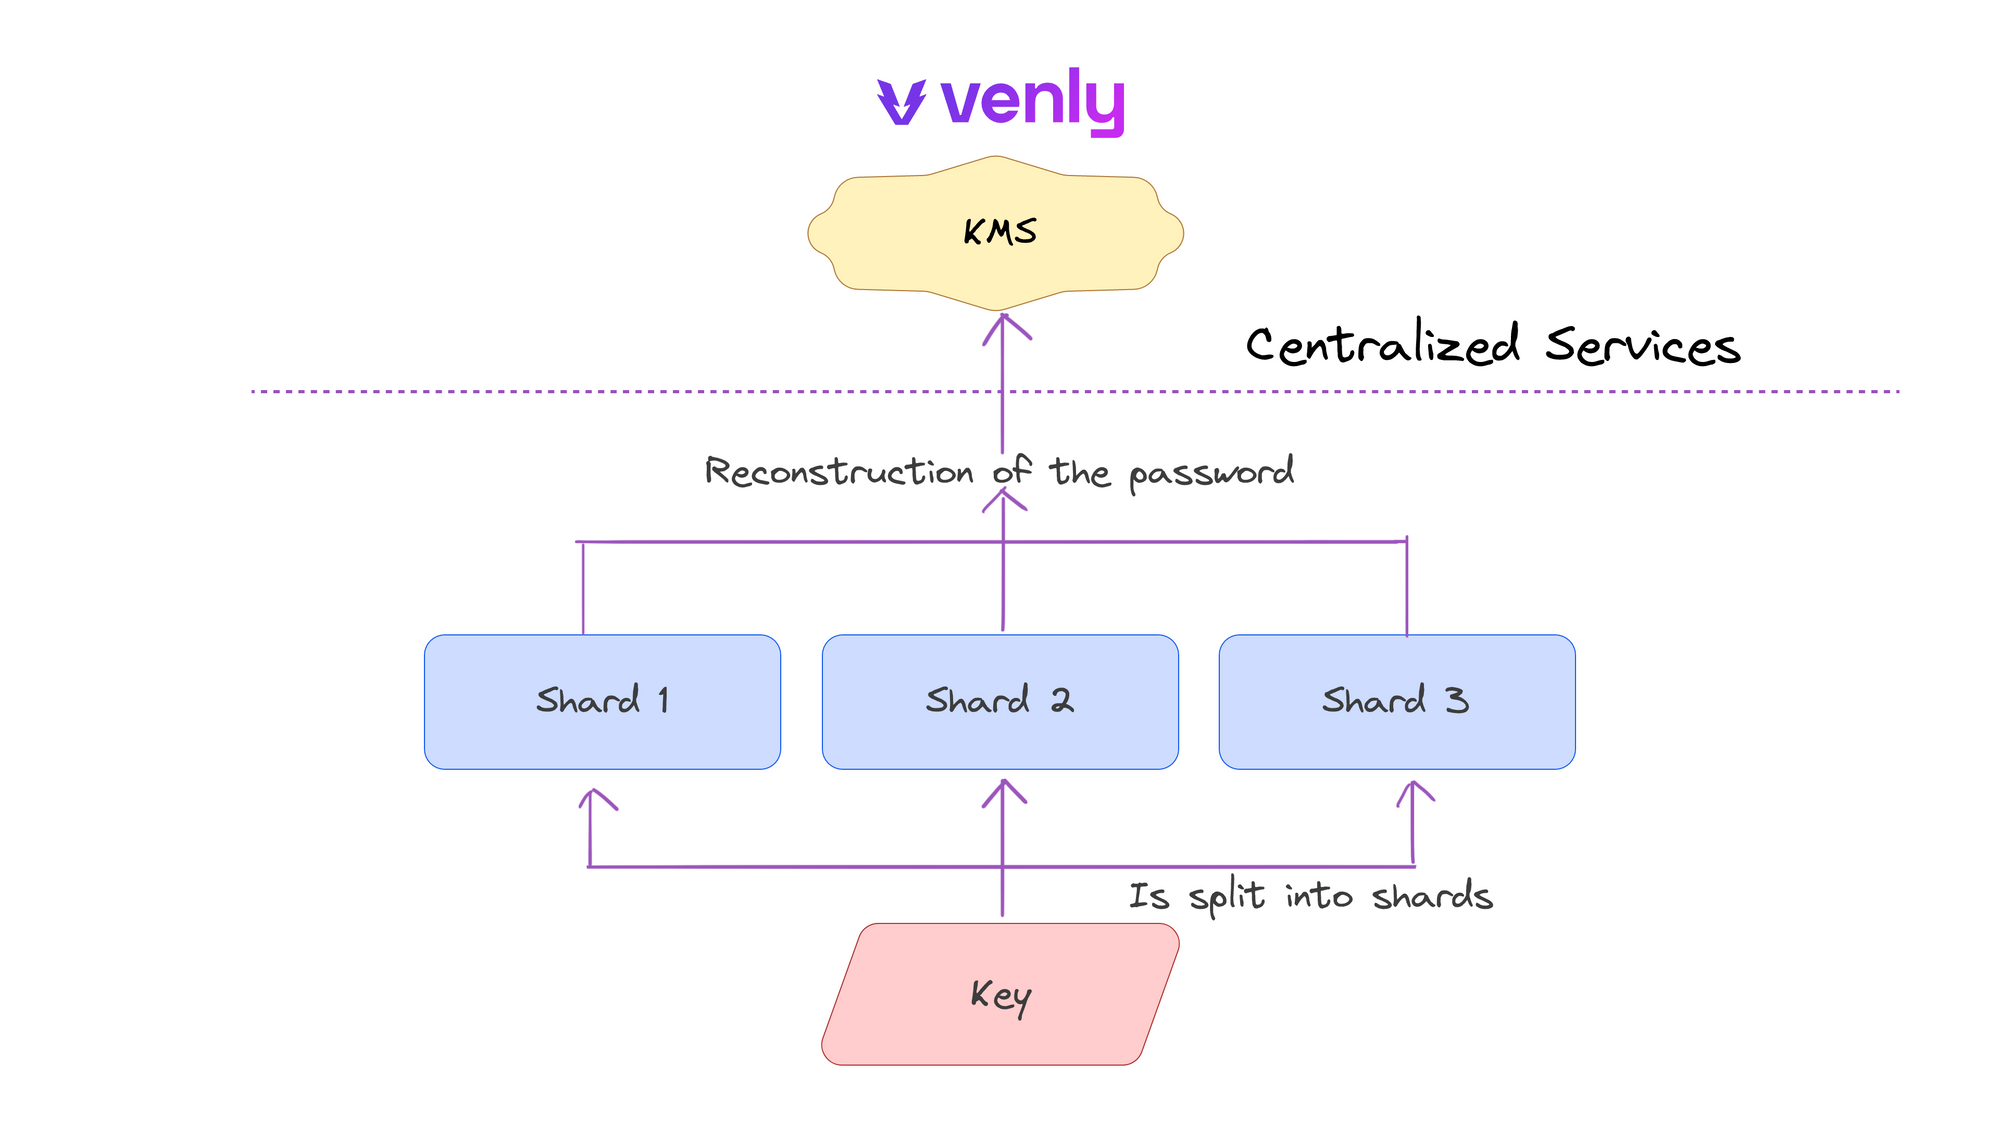 venly
KMS
Centralized Services
Reconstruction of the password
Shard 1
Shard 2
Shard 3
Is split into shards
Key